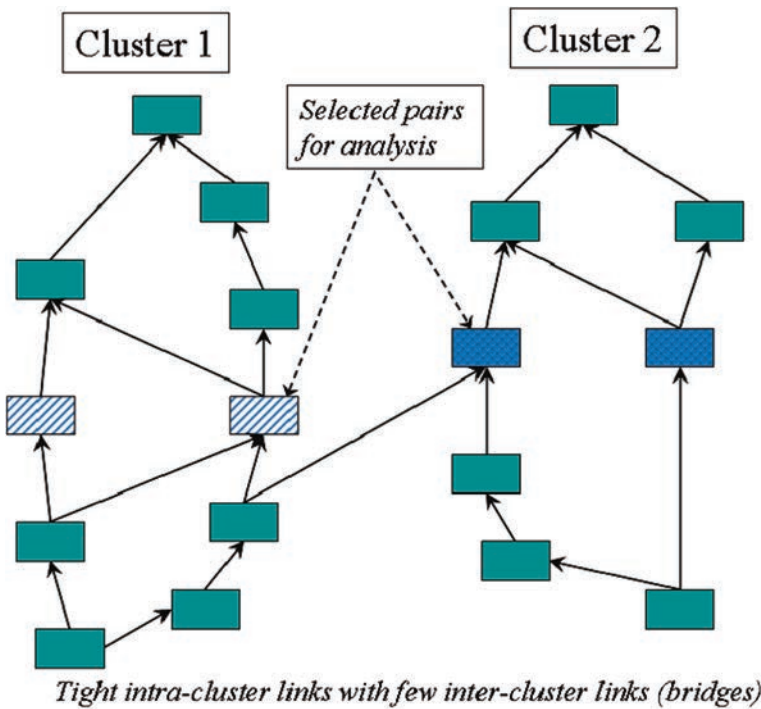 Cluster 1
Cluster 2
Selected pairs
for analysis
Tight intra-cluster links with few inter-cluster links (bridges)